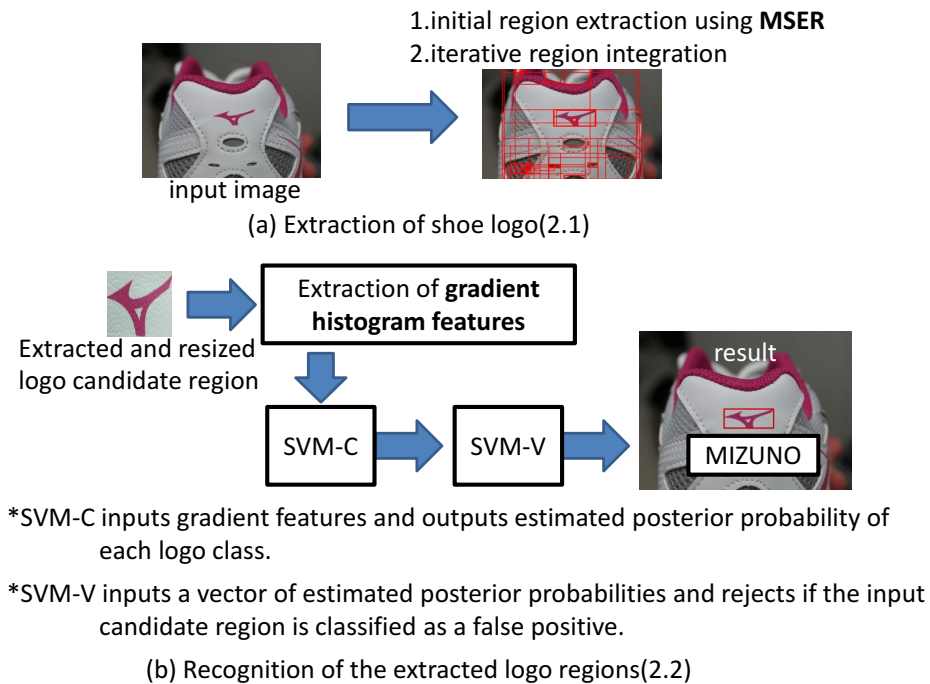 1.initial region extraction using MSER
2.iterative region integration
input image
(a) Extraction of shoe logo(2.1)
Extraction of gradient
histogram features
Extracted and resized
logo candidate region
result
SVM-C
SVM-V
MIZUNO
*SVM-C inputs gradient features and outputs estimated posterior probability of
each logo class.
*SVM-V inputs a vector of estimated posterior probabilities and rejects if the input
candidate region is classified as a false positive.
(b) Recognition of the extracted logo regions(2.2)